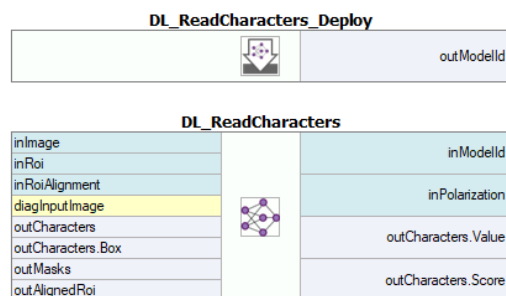 DL_ReadCharacters_Deploy
outModelId
DL_ReadCharacters
inImage
inRoi
inRoiAlignment
diagInputImage
outCharacters
outCharacters.Box
outMasks
outAlignedRoi
inModelId
inPolarization
outCharacters.Value
outCharacters.Score